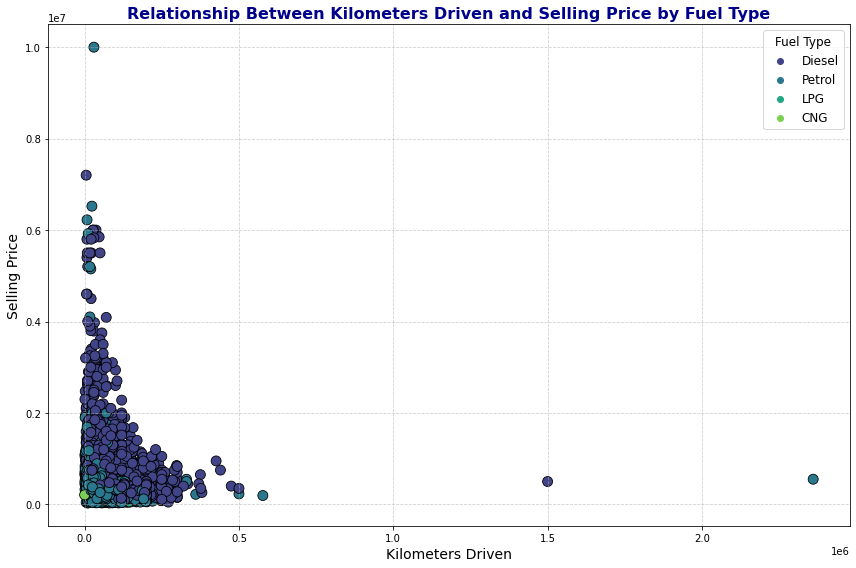 Relationship Between Kilometers Driven and Selling Price by Fuel Type
1e7
1.0
0.8
0.6
0.4
0.2
0.0
Selling Price
Fuel Type
Diesel
Petrol
LPG
CNG
0.0 0.5 1.0 1.5 2.0
1e6
Kilometers Driven